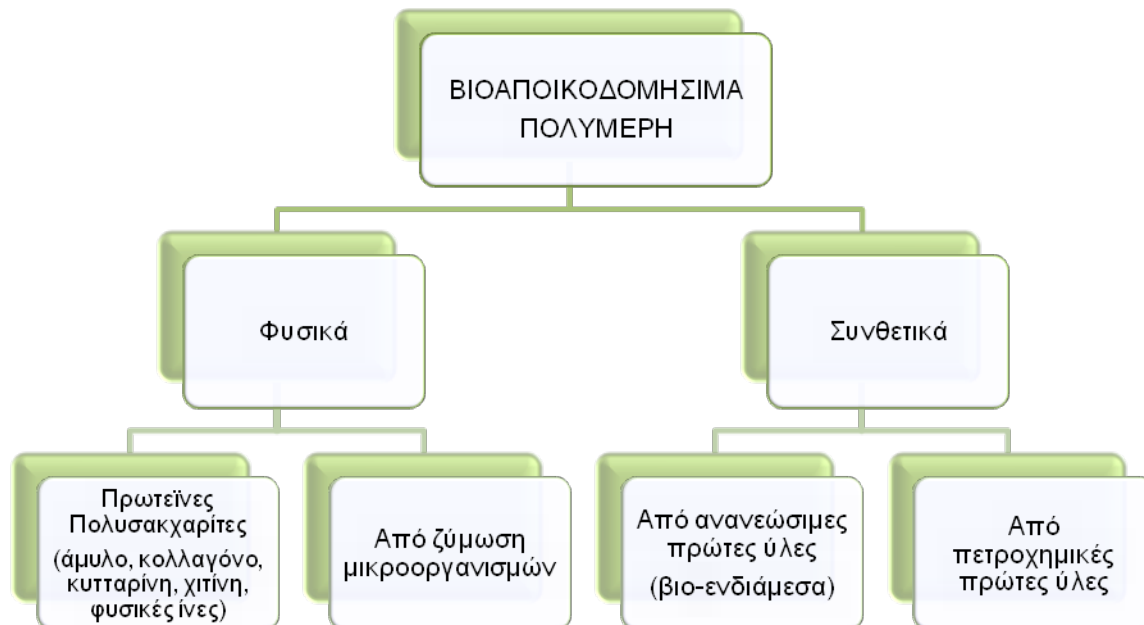 ΒΙΟΑΠΟΙΚΟΔΟΜΗΣΙΜΑ
ΠΟΛΥΜΕΡΗ
Φυσικά
Συνθετικά
Πρωτεϊνες
Πολυσακχαρίτες
(άμυλο, κολλαγόνο,
κυτταρίνη, χιτίνη,
φυσικές ίνες)
Από ζύμωση
μικροοργανισμών
Από ανανεώσιμες
πρώτες ύλες
(βιο-ενδιάμεσα)
Από
πετροχημικές
πρώτες ύλες